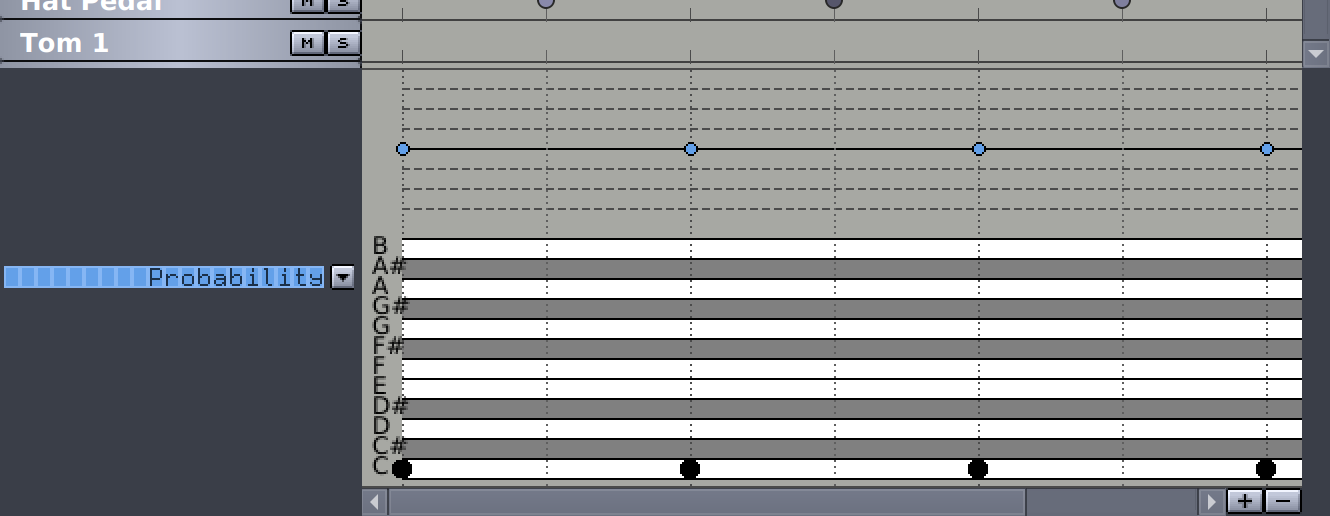 Hat Pedal M S
Tom 1 M S
B
A#
A
G#
G
Probability
F#
F
E
D#
D
C#
C
+ −